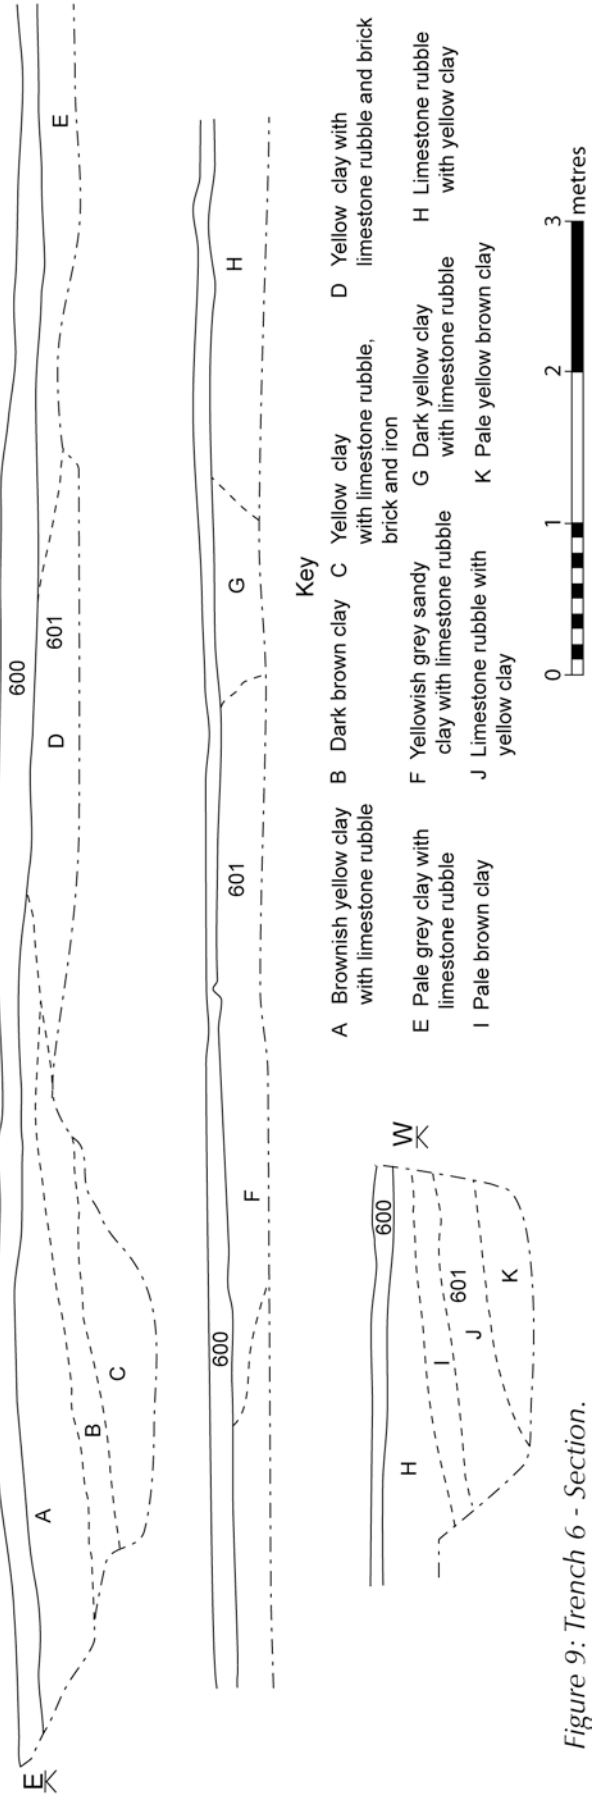 E
A
B
C
D
600
601
E
600
F
601
G
H
H
I
J
601
K
600
W
Key
A Brownish yellow clay
with limestone rubble
B Dark brown clay
C Yellow clay
with limestone rubble,
brick and iron
D Yellow clay with
limestone rubble and brick
E Pale grey clay with
limestone rubble
F Yellowish grey sandy
clay with limestone rubble
G Dark yellow clay
with limestone rubble
H Limestone rubble
with yellow clay
I Pale brown clay
J Limestone rubble with
yellow clay
K Pale yellow brown clay
0 1 2 3
metres
Figure 9: Trench 6 - Section.